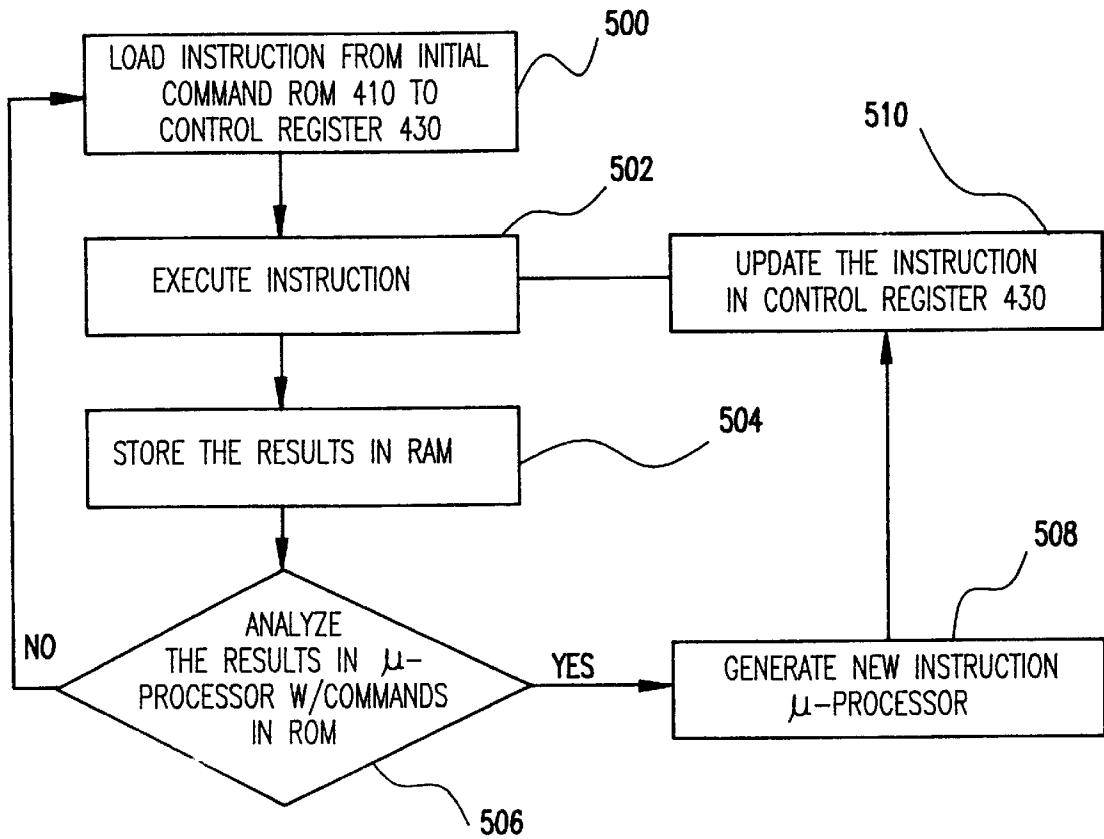 500
LOAD INSTRUCTION FROM INITIAL
COMMAND ROM 410 TO
CONTROL REGISTER 430
502
EXECUTE INSTRUCTION
510
UPDATE THE INSTRUCTION
IN CONTROL REGISTER 430
504
STORE THE RESULTS IN RAM
506
ANALYZE
THE RESULTS IN μ-
PROCESSOR W/COMMANDS
IN ROM
NO
YES
508
GENERATE NEW INSTRUCTION
μ-PROCESSOR